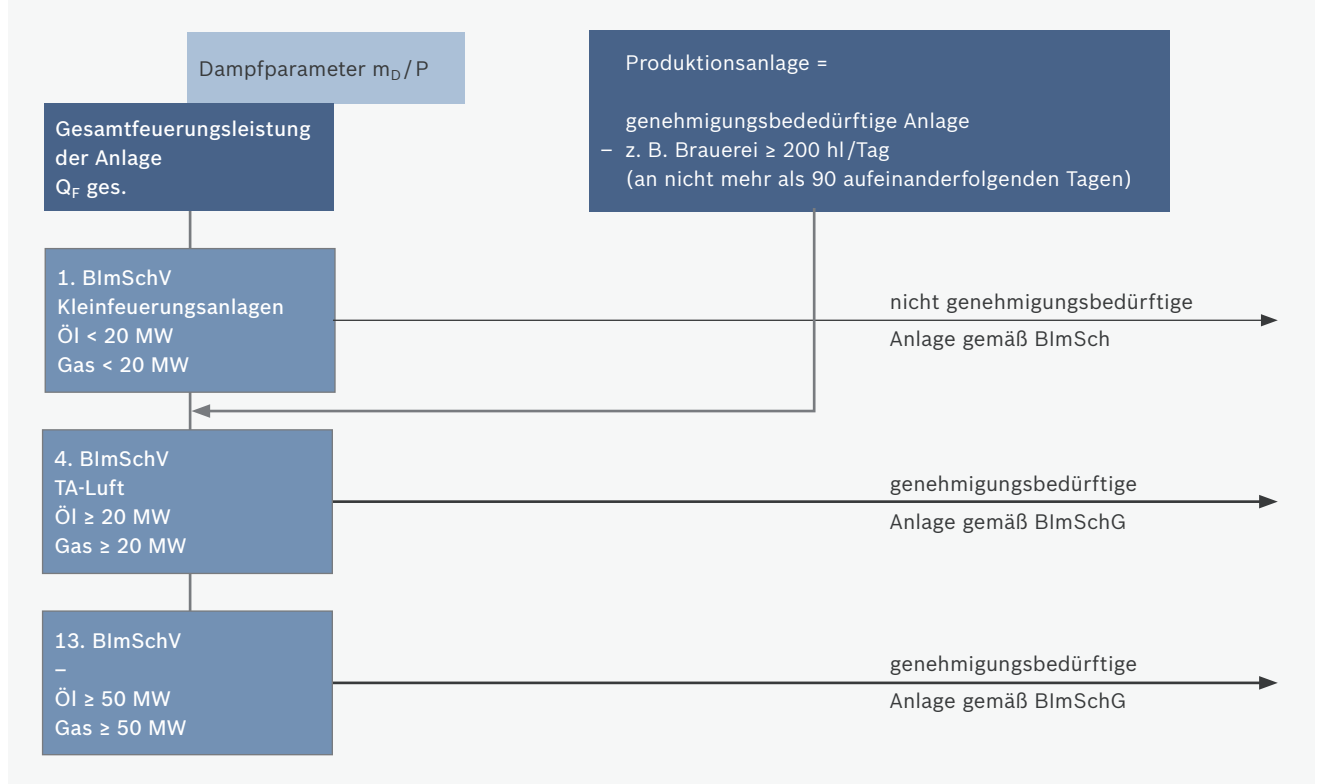 Dampfparameter mD/P
Gesamtfeuerungsleistung
der Anlage
QF ges.
Produktionsanlage =
genehmigungsbededürftige Anlage
– z. B. Brauerei ≥ 200 hl/Tag
(an nicht mehr als 90 aufeinanderfolgenden Tagen)
1. BImSchV
Kleinfeuerungsanlagen
Öl < 20 MW
Gas < 20 MW
nicht genehmigungsbedürftige
Anlage gemäß BImSch
4. BImSchV
TA-Luft
Öl ≥ 20 MW
Gas ≥ 20 MW
genehmigungsbedürftige
Anlage gemäß BImSchG
13. BImSchV
–
Öl ≥ 50 MW
Gas ≥ 50 MW
genehmigungsbedürftige
Anlage gemäß BImSchG